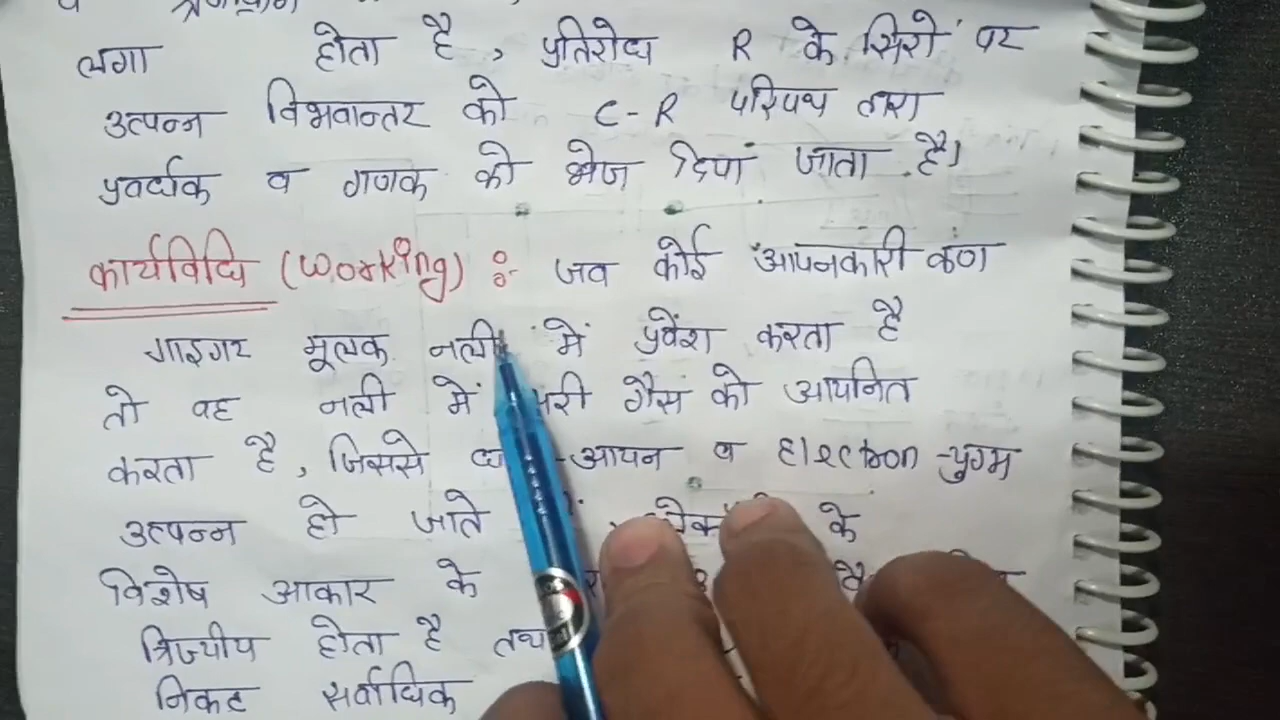 व
लगा होता है, प्रतिरोध R के सिरों पर
उत्पन्न विभवान्तर को C-R परिपथ द्वारा
प्रवर्धक व गणक को भेज दिया जाता है।
कार्यविधि (Working) :- जब कोई आयनकारी कण
गाइगर मूलक नली में प्रवेश करता है
तो वह नली में भरी गैस को आयनित
करता है, जिससे -आयन व Electron-युग्म
उत्पन्न हो जाते के
विशेष आकार के
त्रिज्यीय होता है
निकट सर्वाधिक